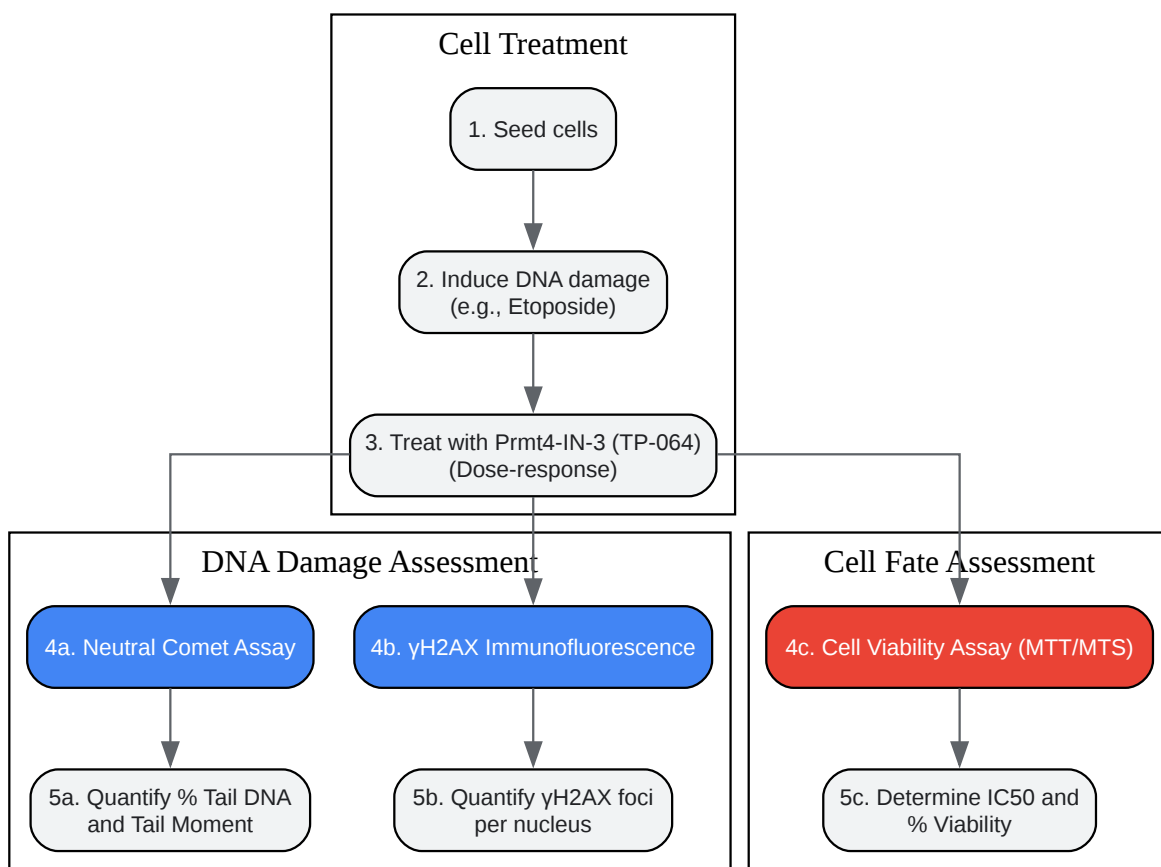 Cell Treatment
1. Seed cells
2. Induce DNA damage
(e.g., Etoposide)
3. Treat with Prmt4-IN-3 (TP-064)
(Dose-response)
DNA Damage Assessment
Cell Fate Assessment
4a. Neutral Comet Assay
4b. γH2AX Immunofluorescence
4c. Cell Viability Assay (MTT/MTS)
5a. Quantify % Tail DNA
and Tail Moment
5b. Quantify γH2AX foci
per nucleus
5c. Determine IC50 and
% Viability